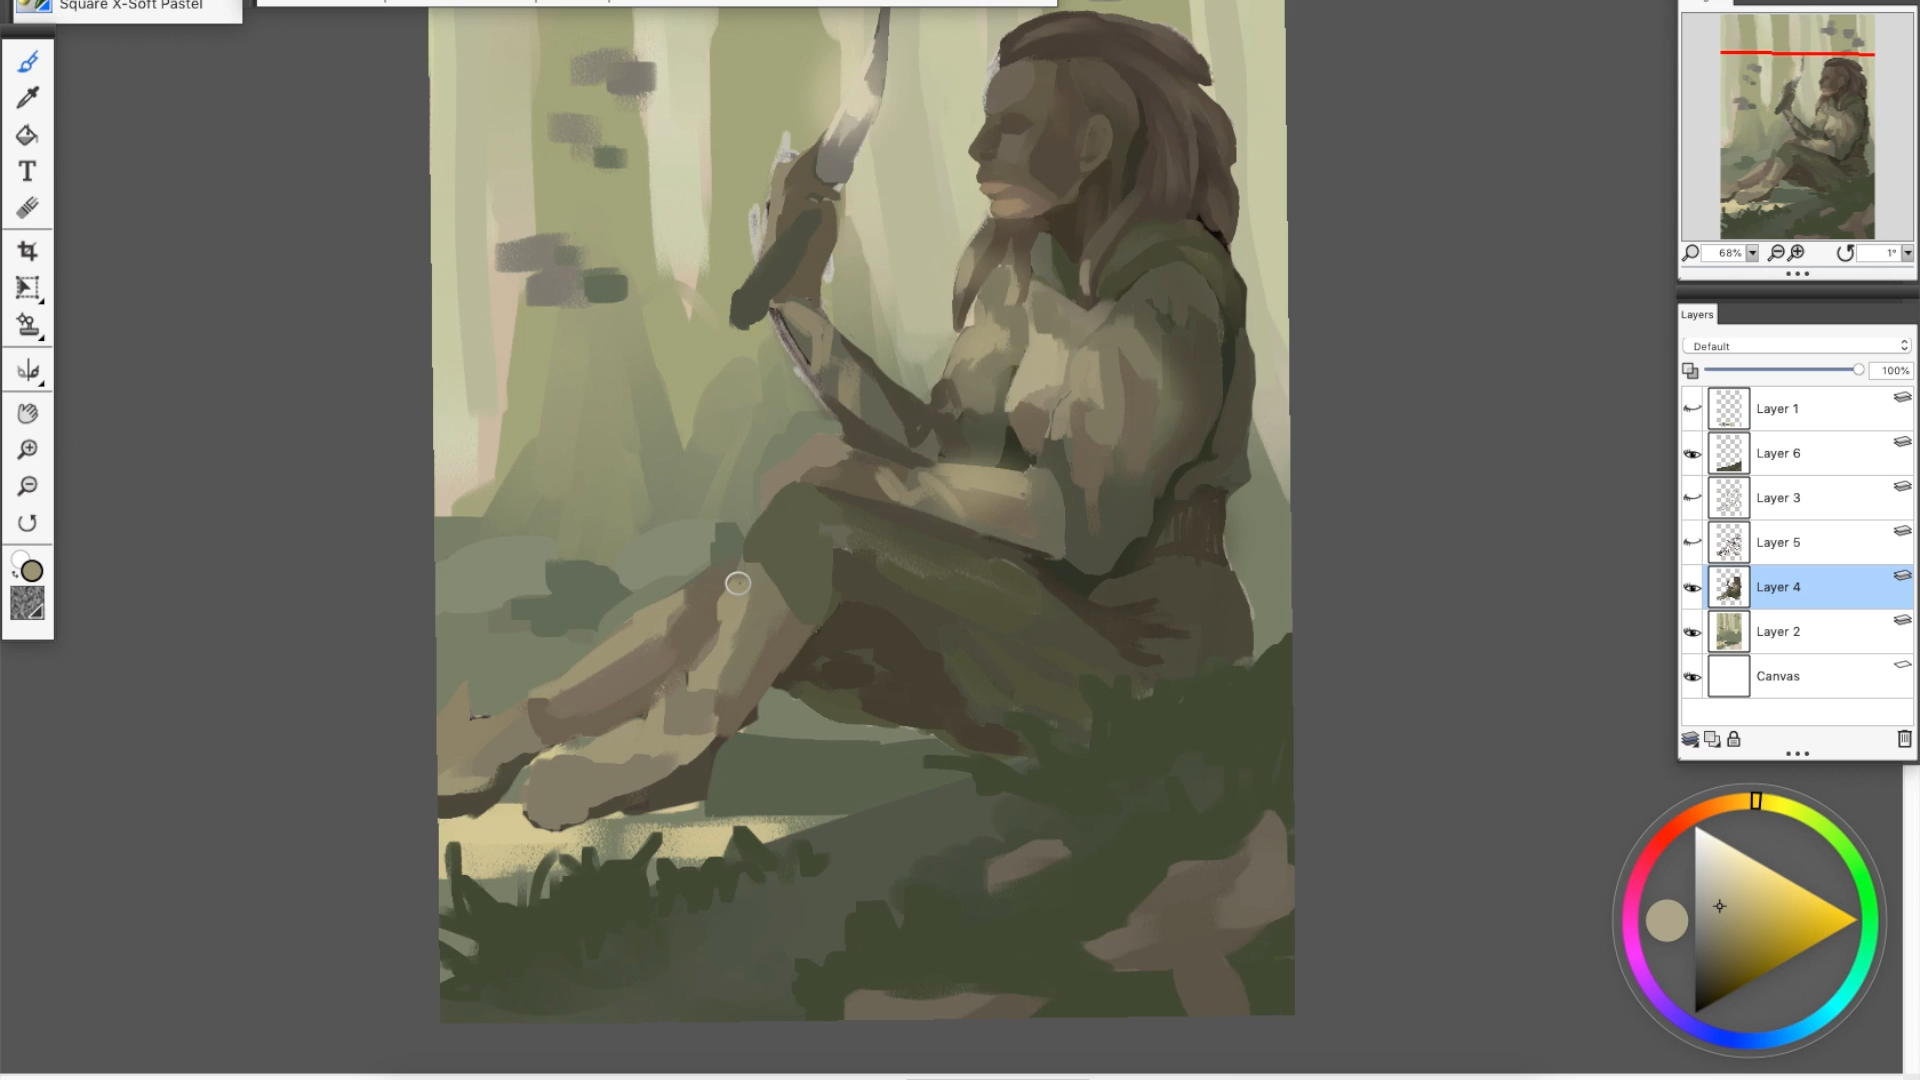 Square X-Soft Pastel
T
68%
1°
Layers
Default
100%
Layer 1
Layer 6
Layer 3
Layer 5
Layer 4
Layer 2
Canvas